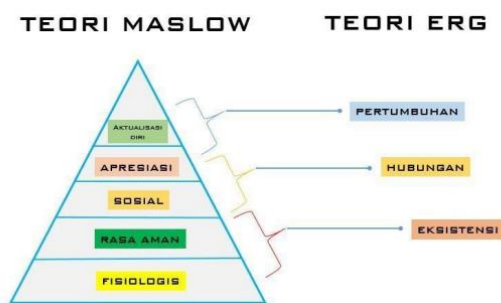 TEORI MASLOW
TEORI ERG
AKTUALISASI
DIRI
APRESIASI
SOSIAL
RASA AMAN
FISIOLOGIS
PERTUMBUHAN
HUBUNGAN
EKSISTENSI